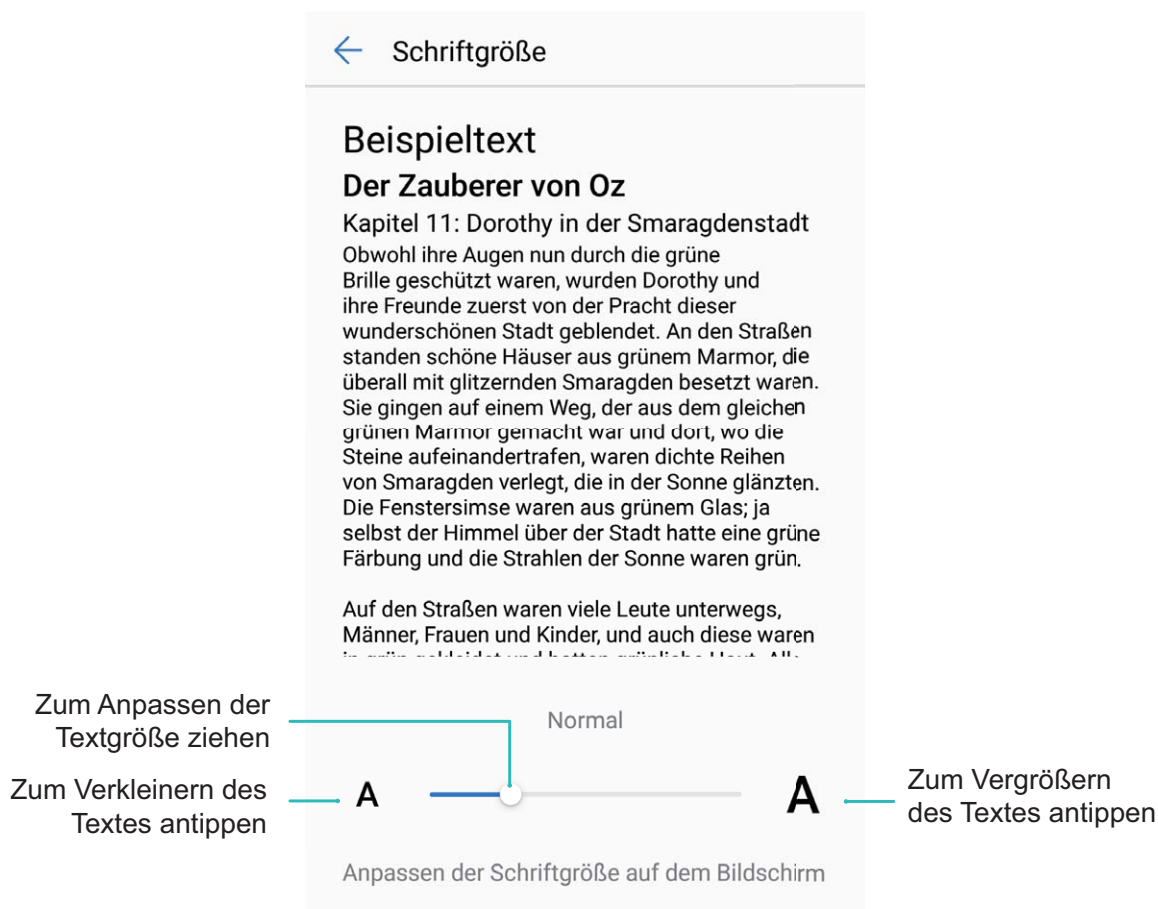 Schriftgröße
Beispieltext
Der Zauberer von Oz
Kapitel 11: Dorothy in der Smaragdenstadt
Obwohl ihre Augen nun durch die grüne
Brille geschützt waren, wurden Dorothy und
ihre Freunde zuerst von der Pracht dieser
wunderschönen Stadt geblendet. An den Straßen
standen schöne Häuser aus grünem Marmor, die
überall mit glitzernden Smaragden besetzt waren.
Sie gingen auf einem Weg, der aus dem gleichen
grünen Marmor gemacht war und dort, wo die
Steine aufeinandertrafen, waren dichte Reihen
von Smaragden verlegt, die in der Sonne glänzten.
Die Fenstersimse waren aus grünem Glas; ja
selbst der Himmel über der Stadt hatte eine grüne
Färbung und die Strahlen der Sonne waren grün.
Auf den Straßen waren viele Leute unterwegs,
Männer, Frauen und Kinder, und auch diese waren
Zum Anpassen der
Textgröße ziehen
Normal
Zum Verkleinern des
Textes antippen
A
A
Zum Vergrößern
des Textes antippen
Anpassen der Schriftgröße auf dem Bildschirm